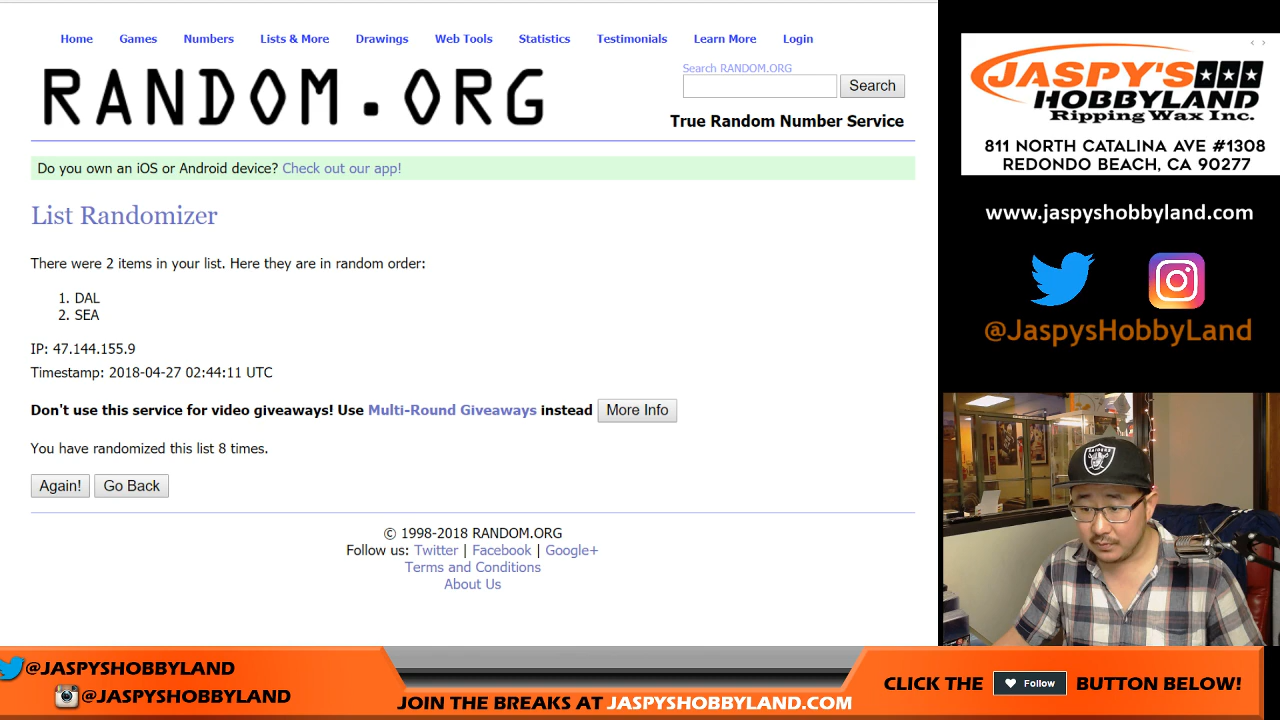 Home Games Numbers Lists & More Drawings Web Tools Statistics Testimonials Learn More Login
RANDOM.ORG
Search RANDOM.ORG
Search
True Random Number Service
Do you own an iOS or Android device? Check out our app!
List Randomizer
There were 2 items in your list. Here they are in random order:
1. DAL
2. SEA
IP: 47.144.155.9
Timestamp: 2018-04-27 02:44:11 UTC
Don't use this service for video giveaways! Use Multi-Round Giveaways instead More Info
You have randomized this list 8 times.
Again! Go Back
© 1998-2018 RANDOM.ORG
Follow us: Twitter | Facebook | Google+
Terms and Conditions
About Us
JASPY'S
HOBBYLAND
Ripping Wax Inc.
811 NORTH CATALINA AVE #1308
REDONDO BEACH, CA 90277
www.jaspyshobbyland.com
@JaspysHobbyLand
RAIDERS
@JASPYSHOBBYLAND
@JASPYSHOBBYLAND
JOIN THE BREAKS AT JASPYSHOBBYLAND.COM
CLICK THE Follow BUTTON BELOW!